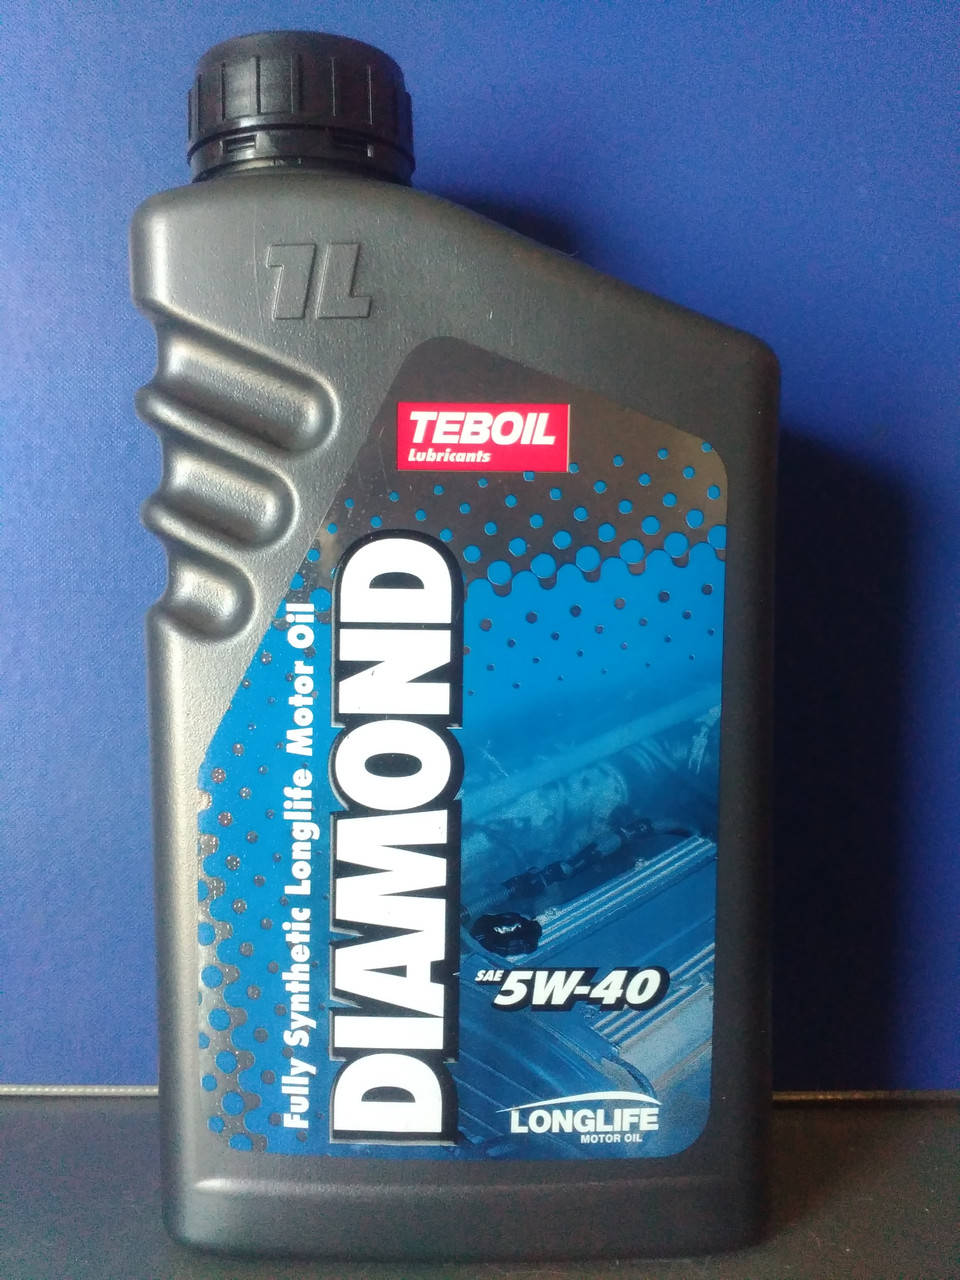 1L
TEBOIL
Lubricants
DIAMOND
Fully Synthetic Longlife Motor Oil
SAE 5W-40
LONGLIFE
MOTOR OIL